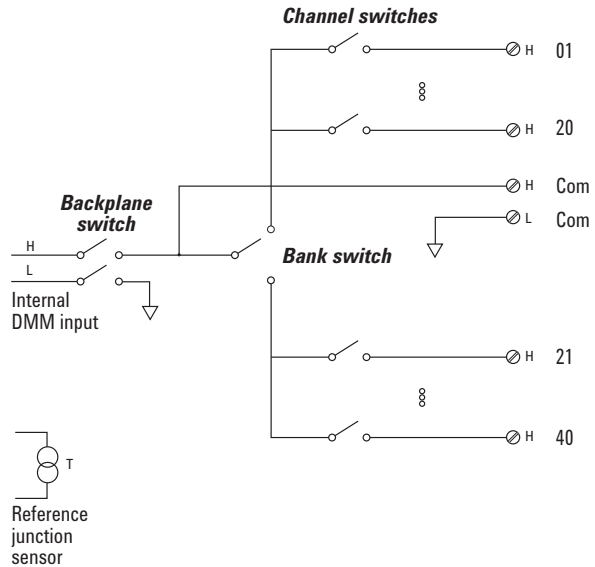 Channel switches
H 01
H 20
H Com
L Com
Backplane
switch
H
L
Internal
DMM input
Bank switch
H 21
H 40
T
Reference
junction
sensor